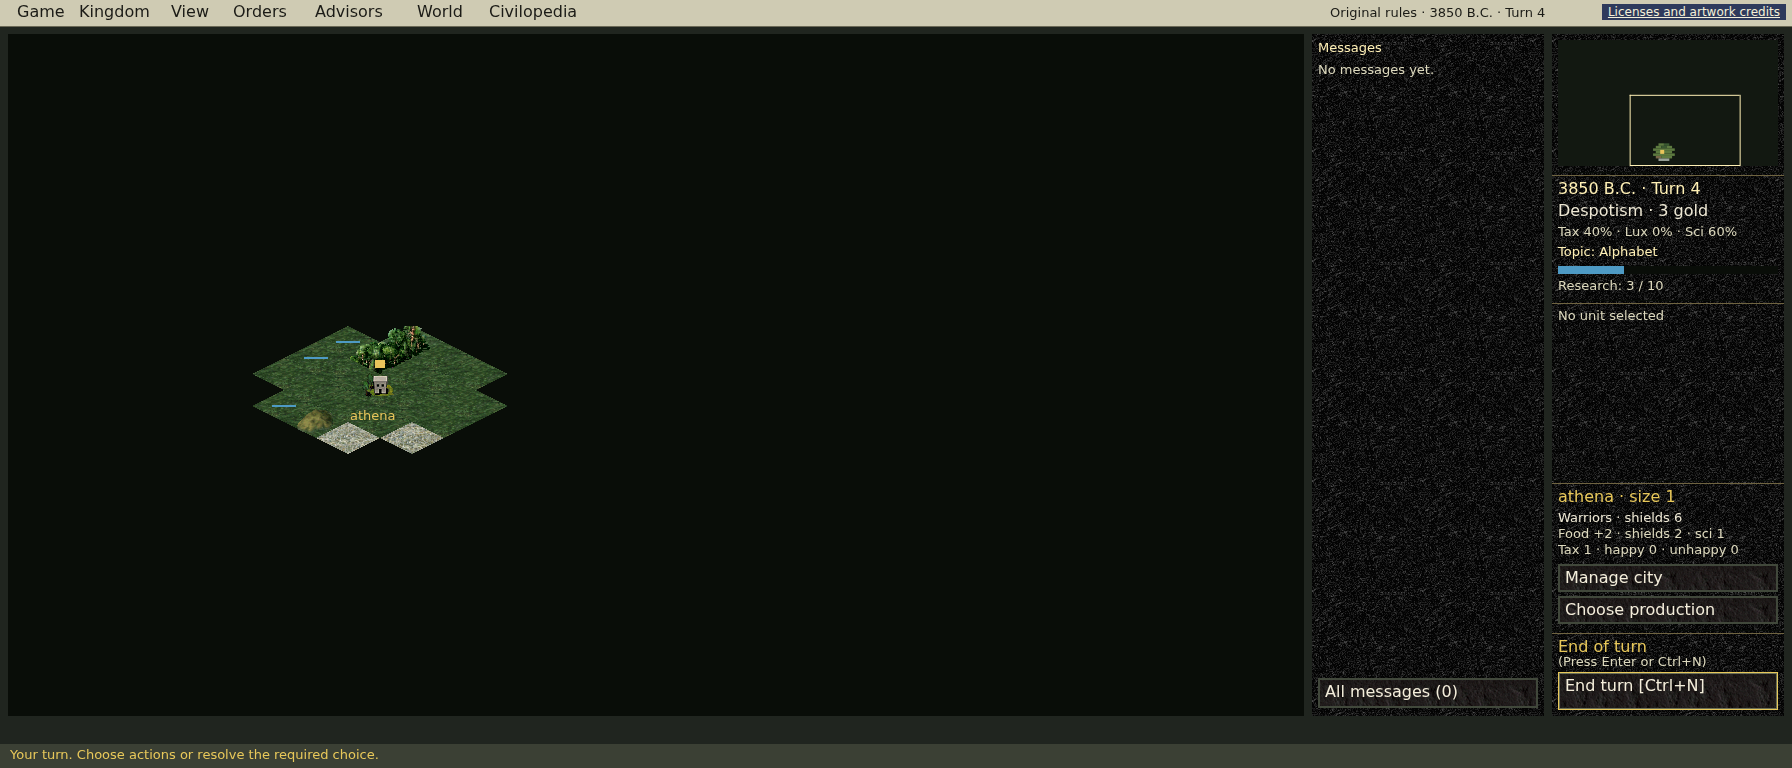 Game Kingdom View Orders Advisors World Civilopedia
Original rules · 3850 B.C. · Turn 4
Licenses and artwork credits
Messages
No messages yet.
All messages (0)
3850 B.C. · Turn 4
Despotism · 3 gold
Tax 40% · Lux 0% · Sci 60%
Topic: Alphabet
Research: 3 / 10
No unit selected
athena
athena · size 1
Warriors · shields 6
Food +2 · shields 2 · sci 1
Tax 1 · happy 0 · unhappy 0
Manage city
Choose production
End of turn
(Press Enter or Ctrl+N)
End turn [Ctrl+N]
Your turn. Choose actions or resolve the required choice.